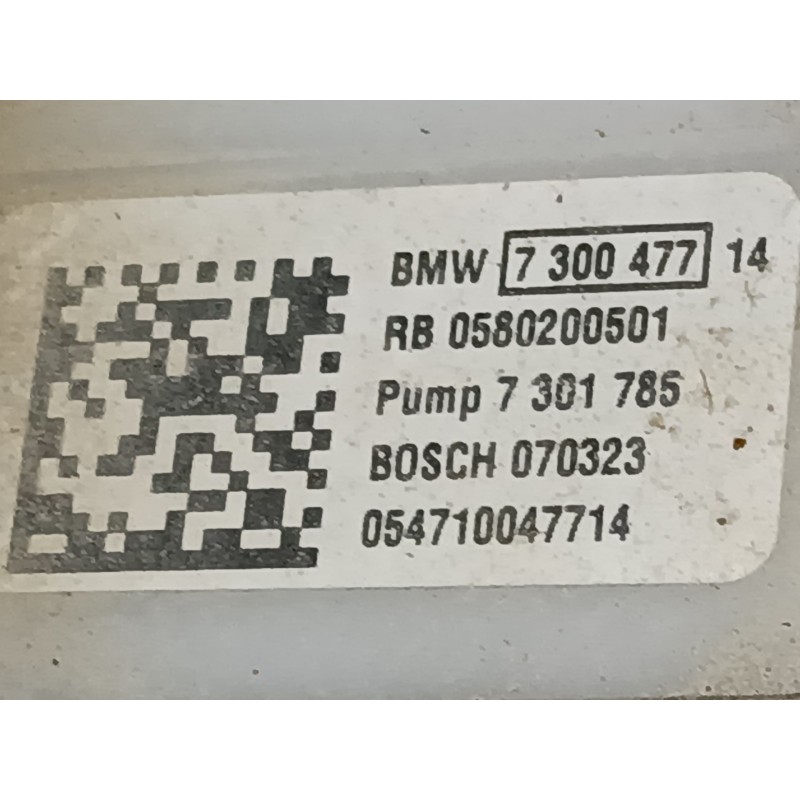 BMW 7 300 477 14
RB 0580200501
Pump 7 301 785
BOSCH 070323
054710047714